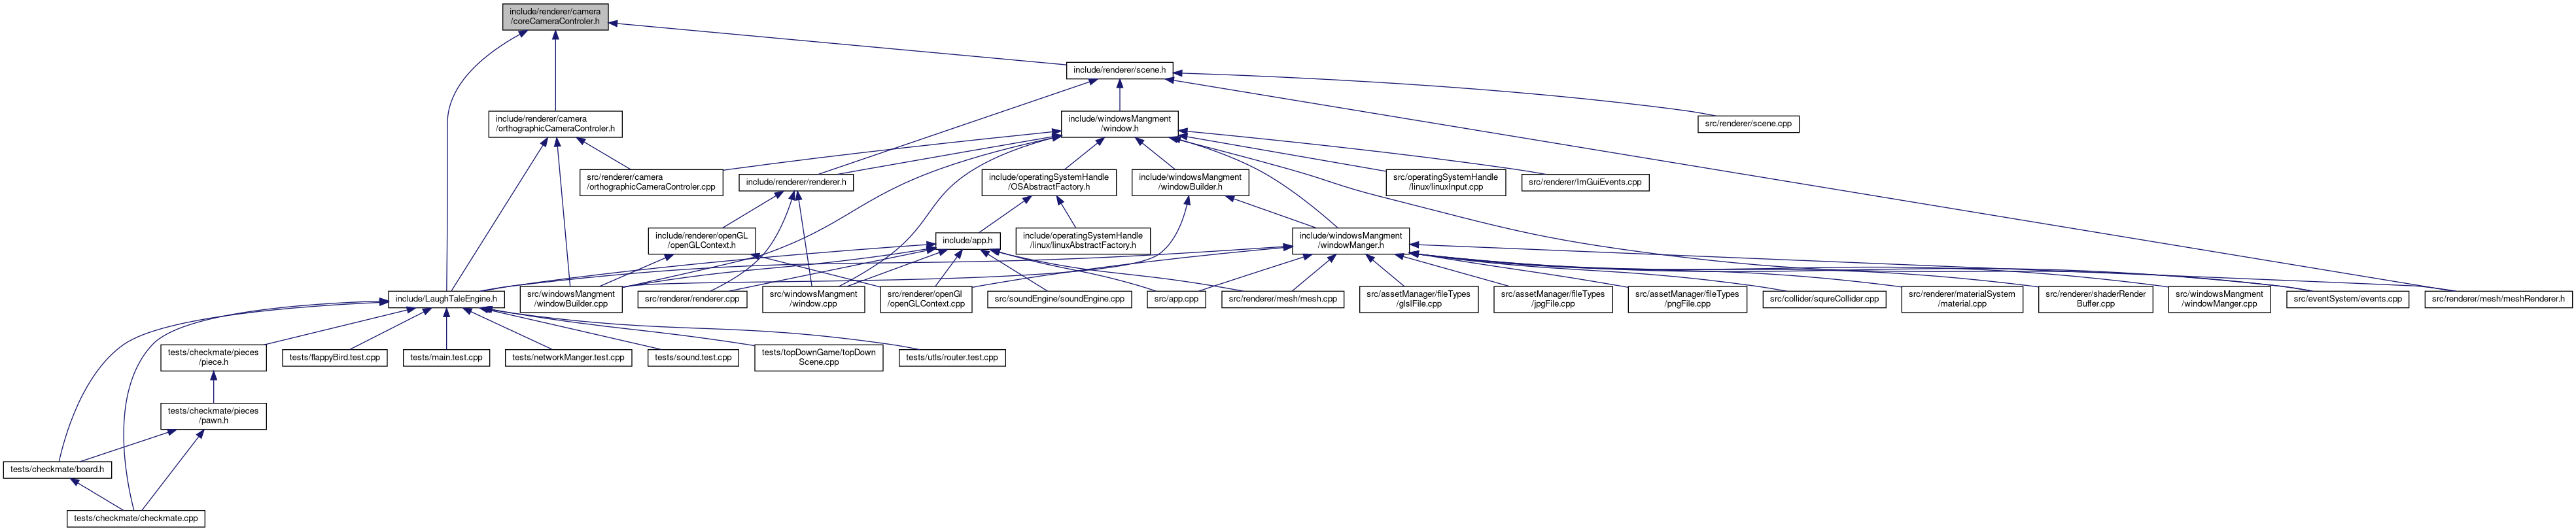 include/renderer/camera
/coreCameraControler.h
include/renderer/scene.h
include/renderer/camera
/orthographicCameraControler.h
include/windowsMangment
/window.h
src/renderer/scene.cpp
src/renderer/camera
/orthographicCameraControler.cpp
include/renderer/renderer.h
include/operatingSystemHandle
/OSAbstractFactory.h
include/windowsMangment
/windowBuilder.h
src/operatingSystemHandle
/linux/linuxInput.cpp
src/renderer/ImGuiEvents.cpp
include/renderer/openGL
/openGLContext.h
include/app.h
include/operatingSystemHandle
/linux/linuxAbstractFactory.h
include/windowsMangment
/windowManger.h
include/LaughTaleEngine.h
src/windowsMangment
/windowBuilder.cpp
src/renderer/renderer.cpp
src/windowsMangment
/window.cpp
src/renderer/openGl
/openGLContext.cpp
src/soundEngine/soundEngine.cpp
src/app.cpp
src/renderer/mesh/mesh.cpp
src/assetManager/fileTypes
/glslFile.cpp
src/assetManager/fileTypes
/jpgFile.cpp
src/assetManager/fileTypes
/pngFile.cpp
src/collider/squreCollider.cpp
src/renderer/materialSystem
/material.cpp
src/renderer/shaderRender
Buffer.cpp
src/windowsMangment
/windowManger.cpp
src/eventSystem/events.cpp
src/renderer/mesh/meshRenderer.h
tests/checkmate/pieces
/piece.h
tests/flappyBird.test.cpp
tests/main.test.cpp
tests/networkManger.test.cpp
tests/sound.test.cpp
tests/topDownGame/topDown
Scene.cpp
tests/utls/router.test.cpp
tests/checkmate/pieces
/pawn.h
tests/checkmate/board.h
tests/checkmate/checkmate.cpp